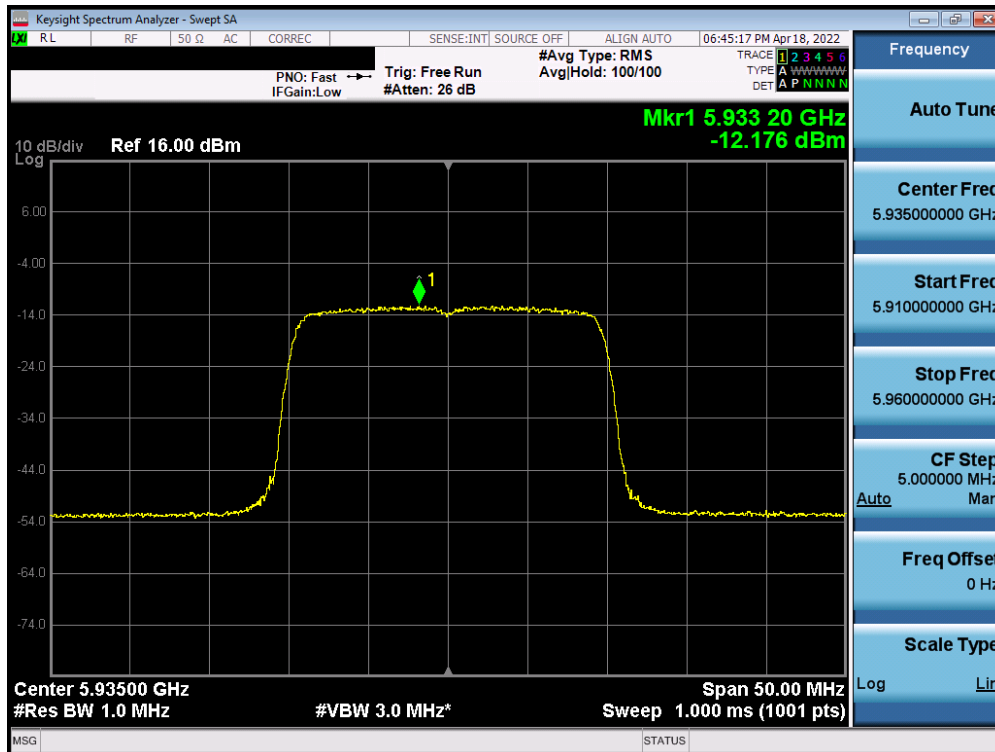 Keysight Spectrum Analyzer - Swept SA
LXI RL RF 50 Ω AC CORREC SENSE:INT SOURCE OFF ALIGN AUTO 06:45:17 PM Apr 18, 2022
PNO: Fast
IFGain:Low
Trig: Free Run
#Atten: 26 dB
#Avg Type: RMS
Avg|Hold: 100/100
TRACE 1 2 3 4 5 6
TYPE A WWWWW
DET A P N N N N
Mkr1 5.933 20 GHz
-12.176 dBm
10 dB/div Ref 16.00 dBm
Log
6.00
-4.00
-14.0
-24.0
-34.0
-44.0
-54.0
-64.0
-74.0
1
Center 5.93500 GHz
Span 50.00 MHz
#Res BW 1.0 MHz
#VBW 3.0 MHz*
Sweep 1.000 ms (1001 pts)
MSG
STATUS
Frequency
Auto Tune
Center Freq
5.935000000 GHz
Start Freq
5.910000000 GHz
Stop Freq
5.960000000 GHz
CF Step
5.000000 MHz
Auto Man
Freq Offset
0 Hz
Scale Type
Log Lin